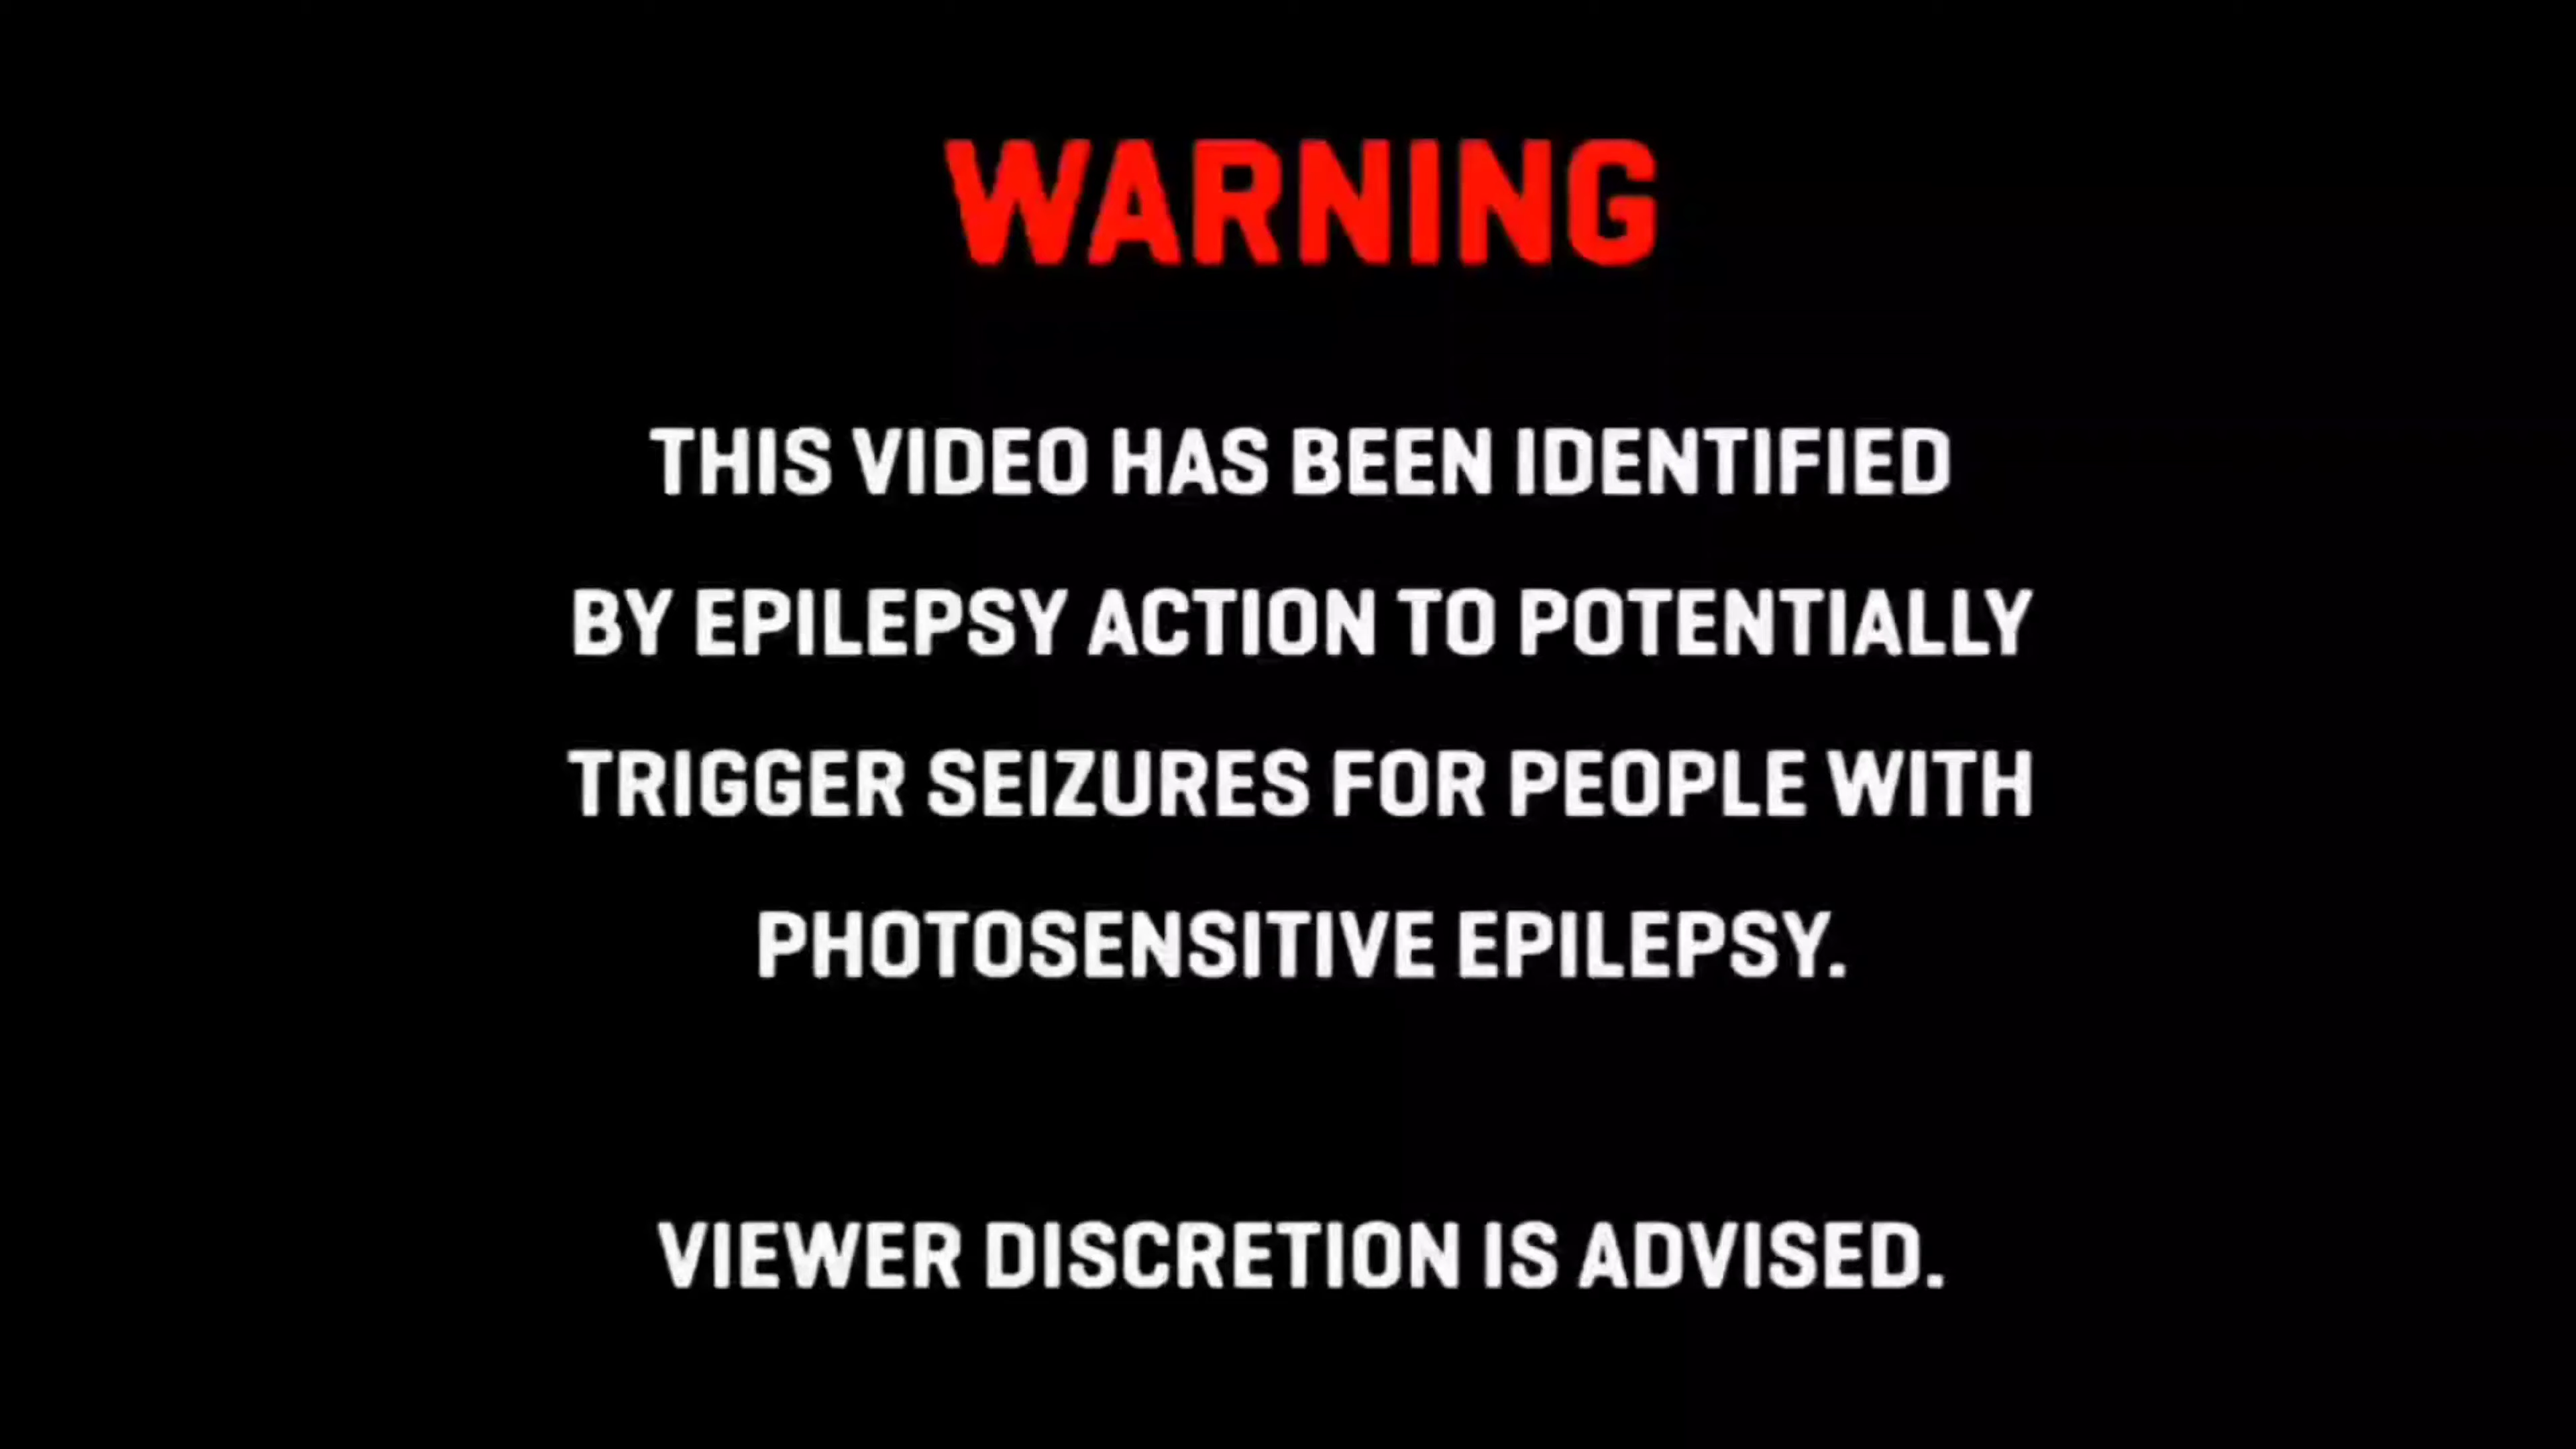 WARNING
THIS VIDEO HAS BEEN IDENTIFIED
BY EPILEPSY ACTION TO POTENTIALLY
TRIGGER SEIZURES FOR PEOPLE WITH
PHOTOSENSITIVE EPILEPSY.
VIEWER DISCRETION IS ADVISED.